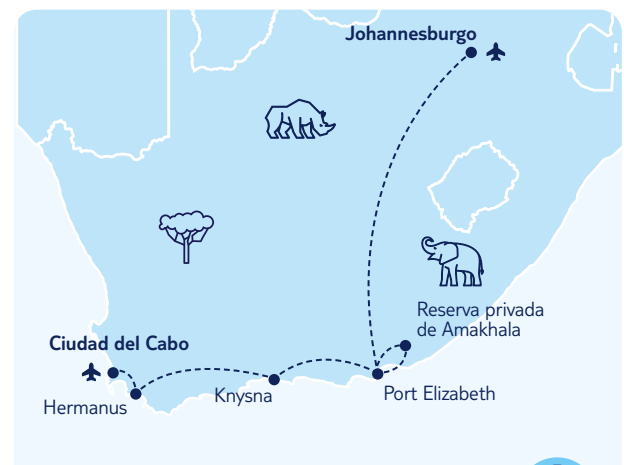 Johannesburgo
Reserva privada
de Amakhala
Ciudad del Cabo
Port Elizabeth
Knysna
Hermanus